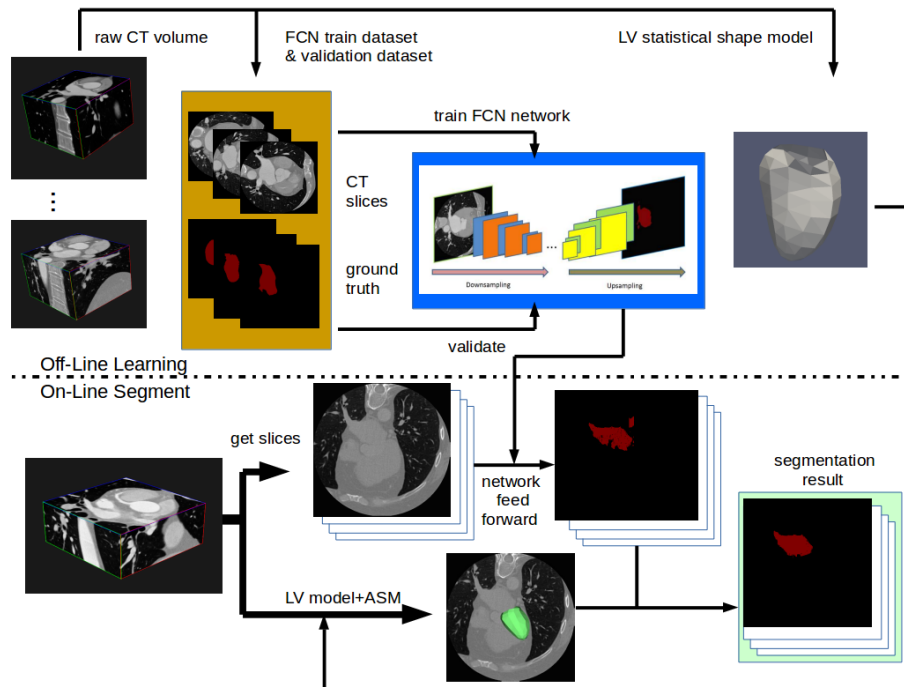 raw CT volume
FCN train dataset
& validation dataset
LV statistical shape model
train FCN network
CT
slices
...
ground
truth
...
Downsampling
Upsampling
validate
Off-Line Learning
On-Line Segment
get slices
network
feed
forward
segmentation
result
LV model+ASM